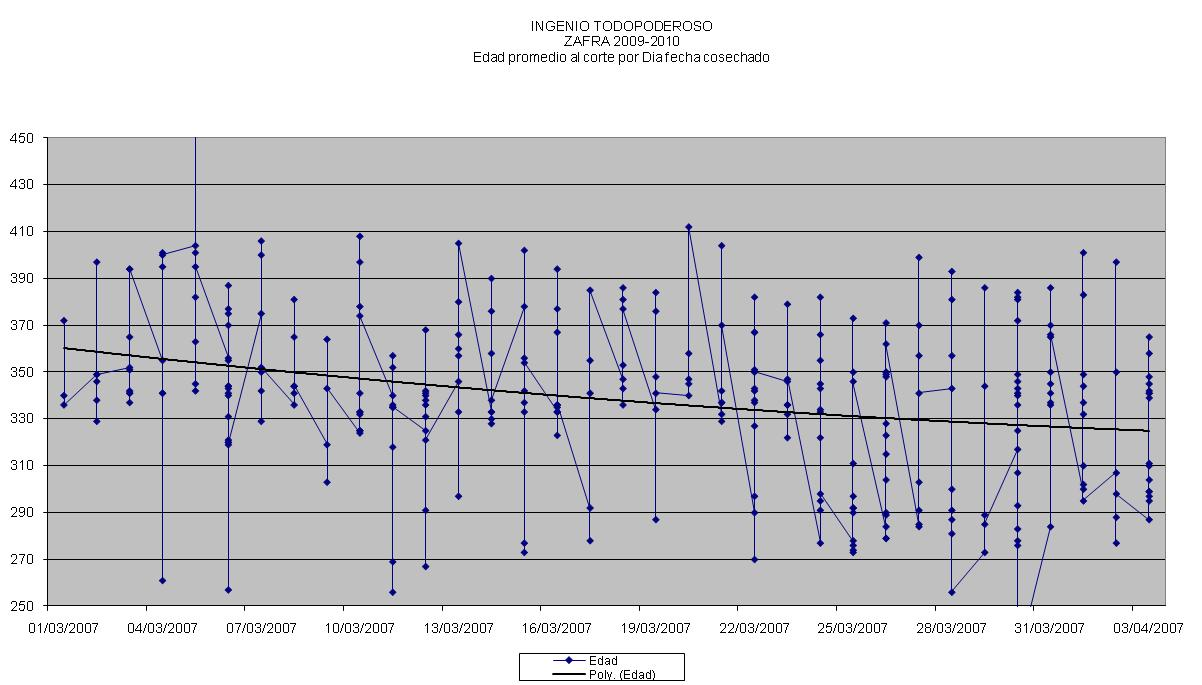 INGENIO TODOPODEROSO
ZAFRA 2009-2010
Edad promedio al corte por Dia fecha cosechado
450
430
410
390
370
350
330
310
290
270
250
01/03/2007 04/03/2007 07/03/2007 10/03/2007 13/03/2007 16/03/2007 19/03/2007 22/03/2007 25/03/2007 28/03/2007 31/03/2007 03/04/2007
Edad
Poly. (Edad)